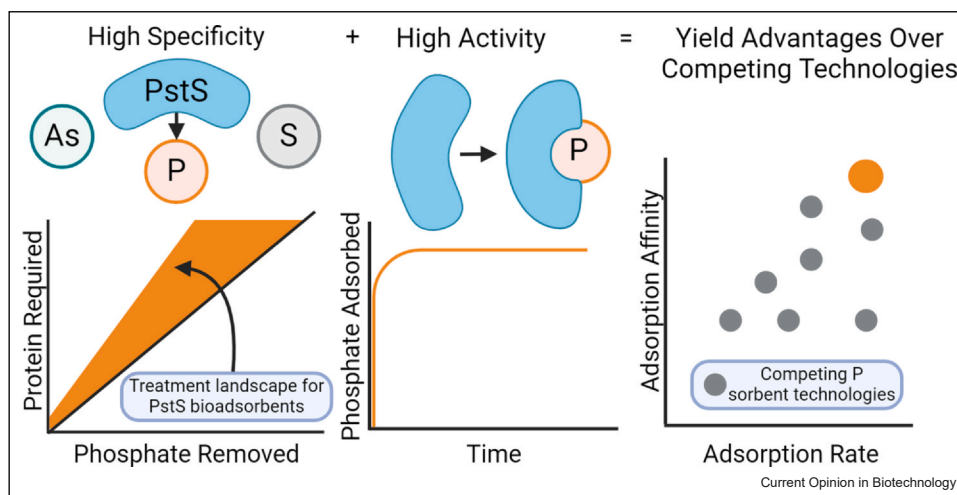 High Specificity
+
High Activity
=
Yield Advantages Over
Competing Technologies
PstS
As
P
S
P
Protein Required
Treatment landscape for
PstS bioadsorbents
Phosphate Removed
Phosphate Adsorbed
Time
Adsorption Affinity
Competing P
sorbent technologies
Adsorption Rate
Current Opinion in Biotechnology